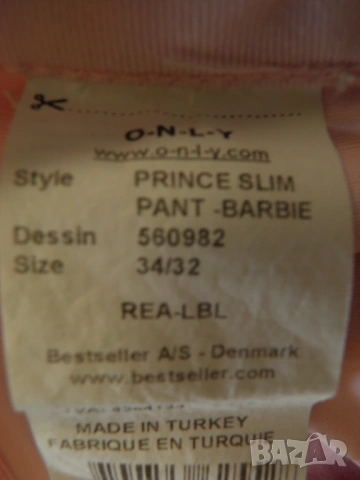 O-N-L-Y
www.o-n-l-y.com
Style PRINCE SLIM
PANT -BARBIE
Dessin 560982
Size 34/32
REA-LBL
Bestseller A/S - Denmark
www.bestseller.com
MADE IN TURKEY
FABRIQUE EN TURQUIE
BAZAR